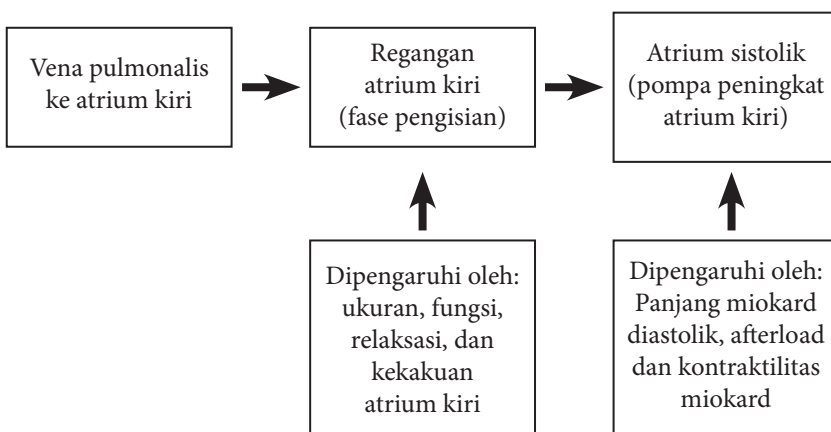 Vena pulmonalis
ke atrium kiri
Regangan
atrium kiri
(fase pengisian)
Atrium sistolik
(pompa peningkat
atrium kiri)
Dipengaruhi oleh:
ukuran, fungsi,
relaksasi, dan
kekakuan
atrium kiri
Dipengaruhi oleh:
Panjang miokard
diastolik, afterload
dan kontraktilitas
miokard